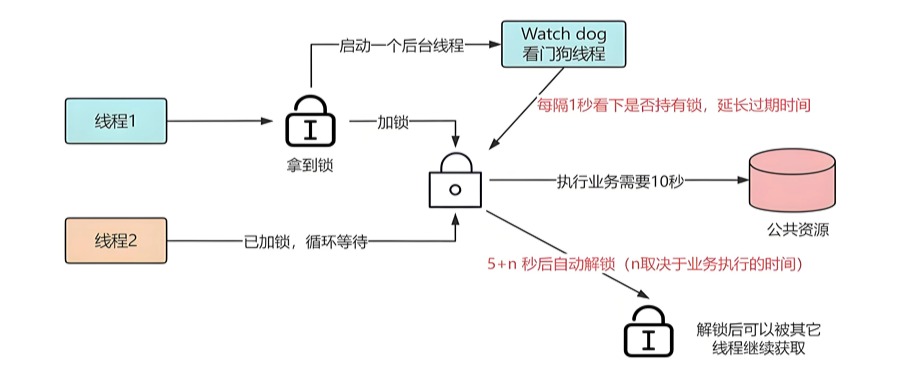 启动一个后台线程
Watch dog
看门狗线程
每隔1秒看下是否持有锁，延长过期时间
线程1
加锁
拿到锁
执行业务需要10秒
公共资源
线程2
已加锁，循环等待
5+n 秒后自动解锁（n取决于业务执行的时间）
解锁后可以被其它
线程继续获取